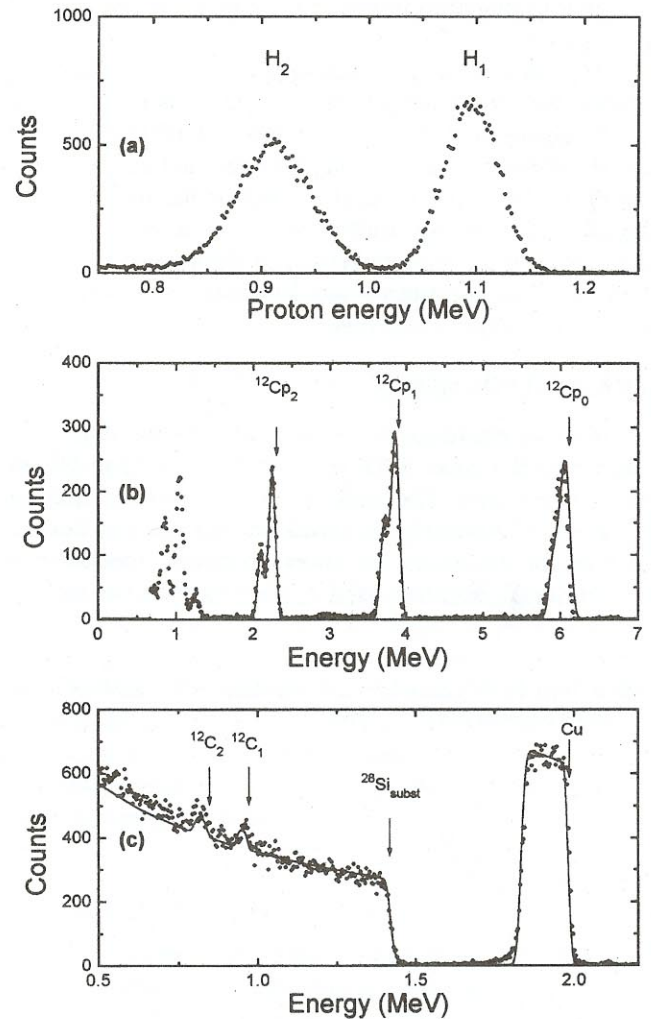 1000
500
0
Counts
(a)
H₂
H₁
0.8 0.9 1.0 1.1 1.2
Proton energy (MeV)
400
300
200
100
0
Counts
(b)
¹²Cp₂
¹²Cp₁
¹²Cp₀
0 1 2 3 4 5 6 7
Energy (MeV)
800
600
400
200
0
Counts
(c)
¹²C₂
¹²C₁
²⁸Si_subst
Cu
0.5 1.0 1.5 2.0
Energy (MeV)